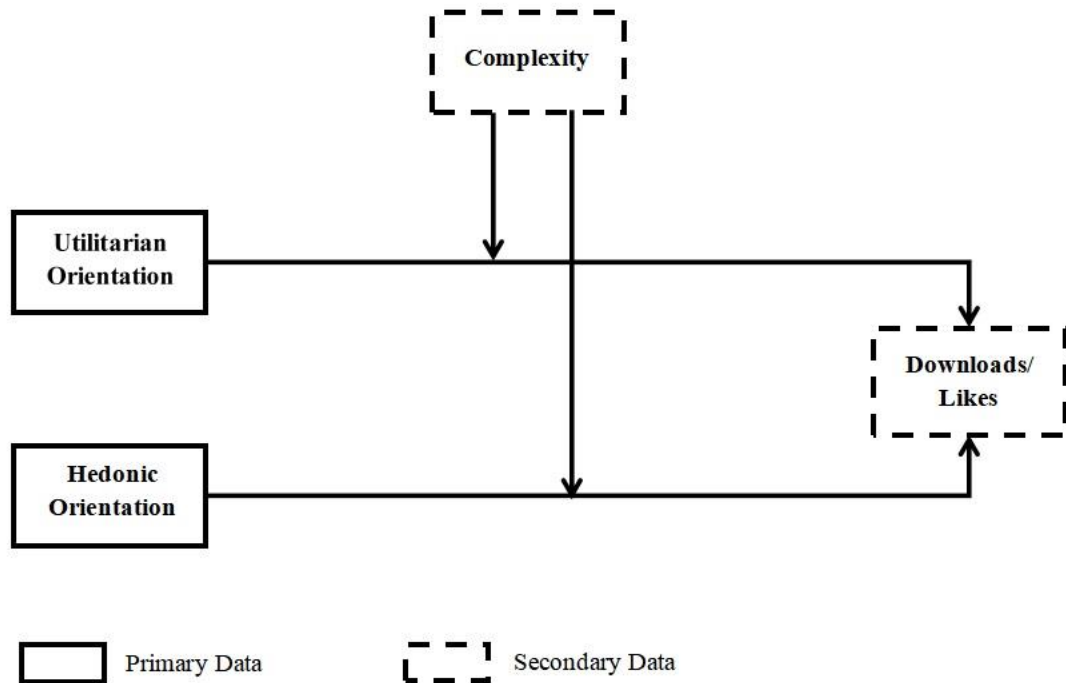 Complexity
Utilitarian
Orientation
Downloads/
Likes
Hedonic
Orientation
Primary Data
Secondary Data